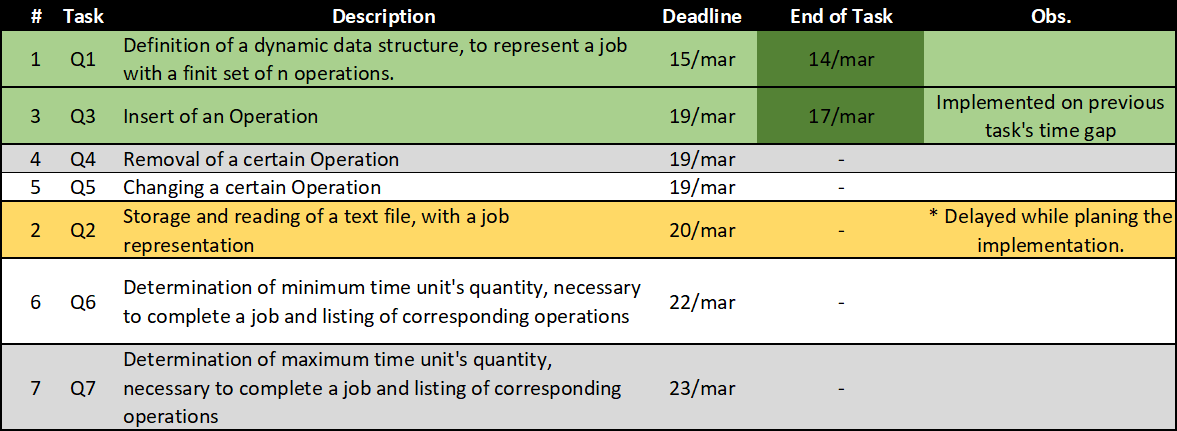 # Task Description Deadline End of Task Obs.
1 Q1 Definition of a dynamic data structure, to represent a job
with a finit set of n operations. 15/mar 14/mar
3 Q3 Insert of an Operation 19/mar 17/mar Implemented on previous
task's time gap
4 Q4 Removal of a certain Operation 19/mar -
5 Q5 Changing a certain Operation 19/mar -
2 Q2 Storage and reading of a text file, with a job
representation 20/mar - * Delayed while planing the
implementation.
6 Q6 Determination of minimum time unit's quantity, necessary
to complete a job and listing of corresponding operations 22/mar -
7 Q7 Determination of maximum time unit's quantity,
necessary to complete a job and listing of corresponding
operations 23/mar -